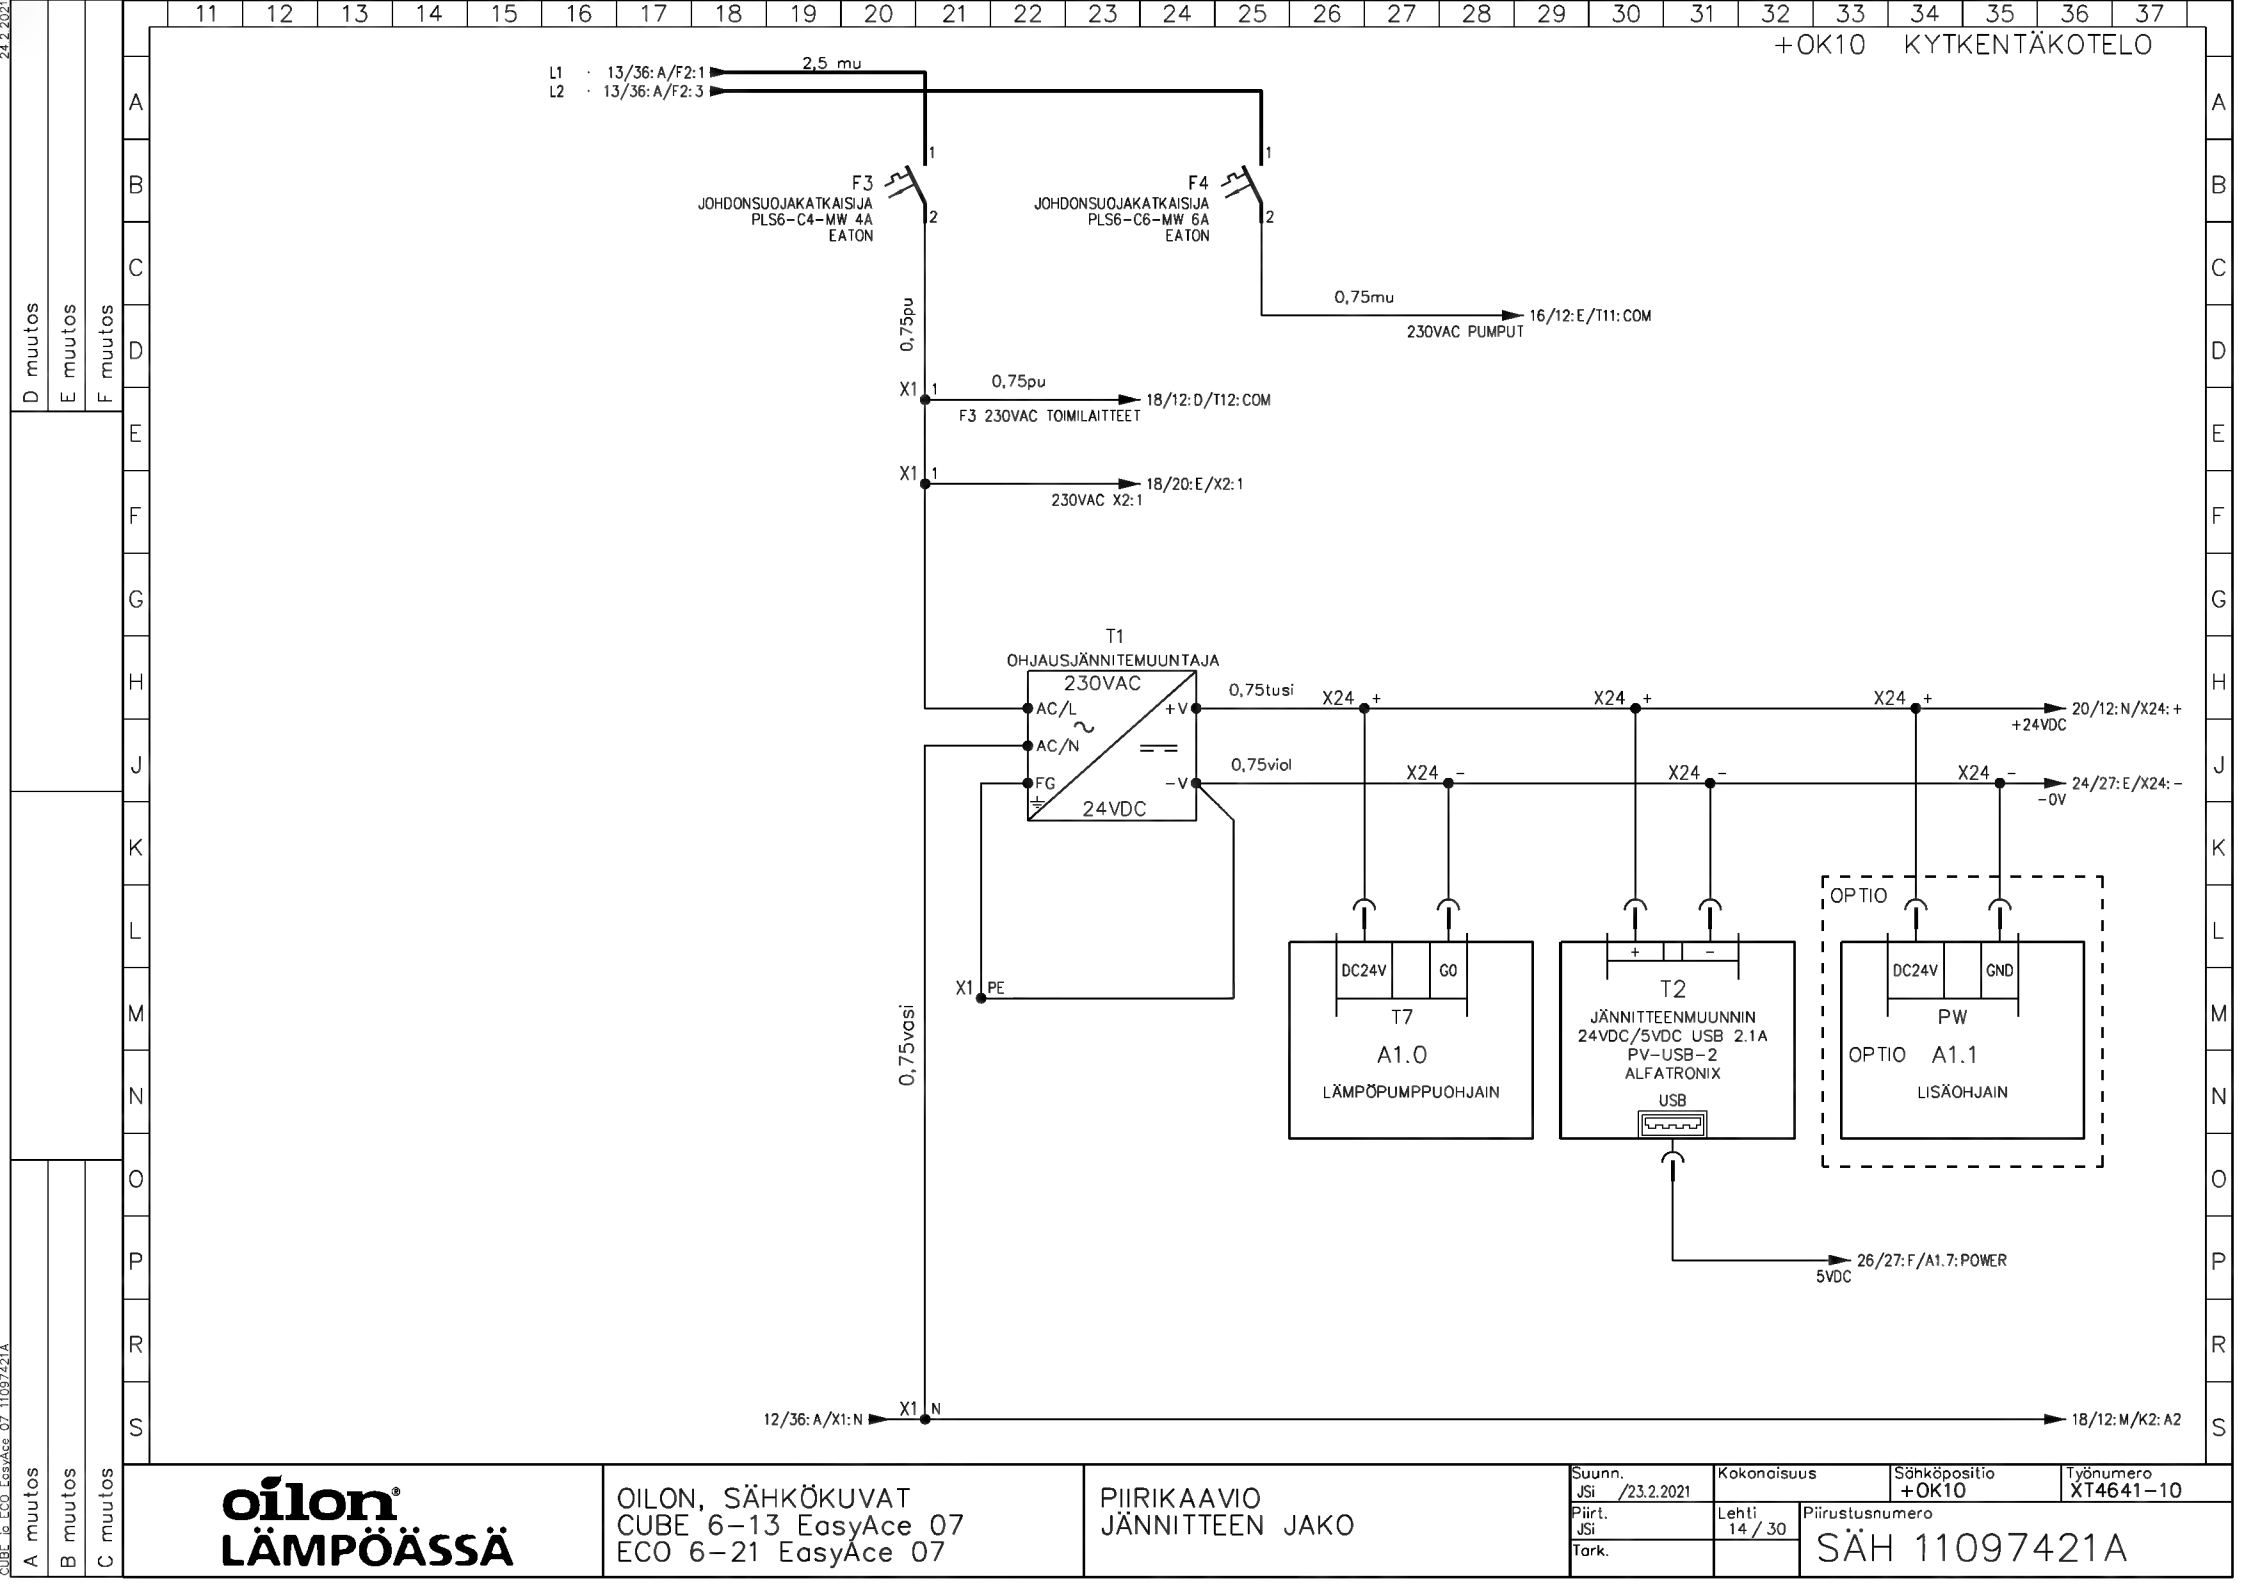 11 12 13 14 15 16 17 18 19 20 21 22 23 24 25 26 27 28 29 30 31 32 33 34 35 36 37
+OK10 KYTKENTÄKOTELO
24.2.2021
L1 · 13/36:A/F2:1
2,5 mu
L2 · 13/36:A/F2:3
A A
B B
C C
D D
E E
F F
G G
H H
J J
K K
L L
M M
N N
O O
P P
R R
S S
1
F3
JOHDONSUOJAKATKAISIJA
PLS6-C4-MW 4A
EATON
2
1
F4
JOHDONSUOJAKATKAISIJA
PLS6-C6-MW 6A
EATON
2
0,75mu
16/12:E/T11:COM
230VAC PUMPUT
0,75pu
X1 1
0,75pu
18/12:D/T12:COM
F3 230VAC TOIMILAITTEET
X1 1
18/20:E/X2:1
230VAC X2:1
T1
OHJAUSJÄNNITEMUUNTAJA
230VAC
AC/L
AC/N
FG
+V
-V
24VDC
0,75tusi
X24 +
X24 +
X24 +
20/12:N/X24:+
+24VDC
0,75viol
X24 -
X24 -
X24 -
24/27:E/X24:-
-0V
X1 PE
0,75vasi
DC24V
G0
T7
A1.0
LÄMPÖPUMPPUOHJAIN
+ -
T2
JÄNNITTEENMUUNNIN
24VDC/5VDC USB 2.1A
PV-USB-2
ALFATRONIX
USB
OPTIO
DC24V
GND
PW
OPTIO A1.1
LISÄOHJAIN
26/27:F/A1.7:POWER
5VDC
12/36:A/X1:N
X1 N
18/12:M/K2:A2
D muutos
E muutos
F muutos
A muutos
B muutos
C muutos
CUBE ja ECO EasyAce 07 11097421A
oilon®
LÄMPÖÄSSÄ
OILON, SÄHKÖKUVAT
CUBE 6-13 EasyAce 07
ECO 6-21 EasyAce 07
PIIRIKAAVIO
JÄNNITTEEN JAKO
Suunn.
JSi /23.2.2021
Piirt.
JSi
Tark.
Kokonaisuus
Lehti
14/30
Sähköpositio
+OK10
Työnumero
XT4641-10
Piirustusnumero
SÄH 11097421A